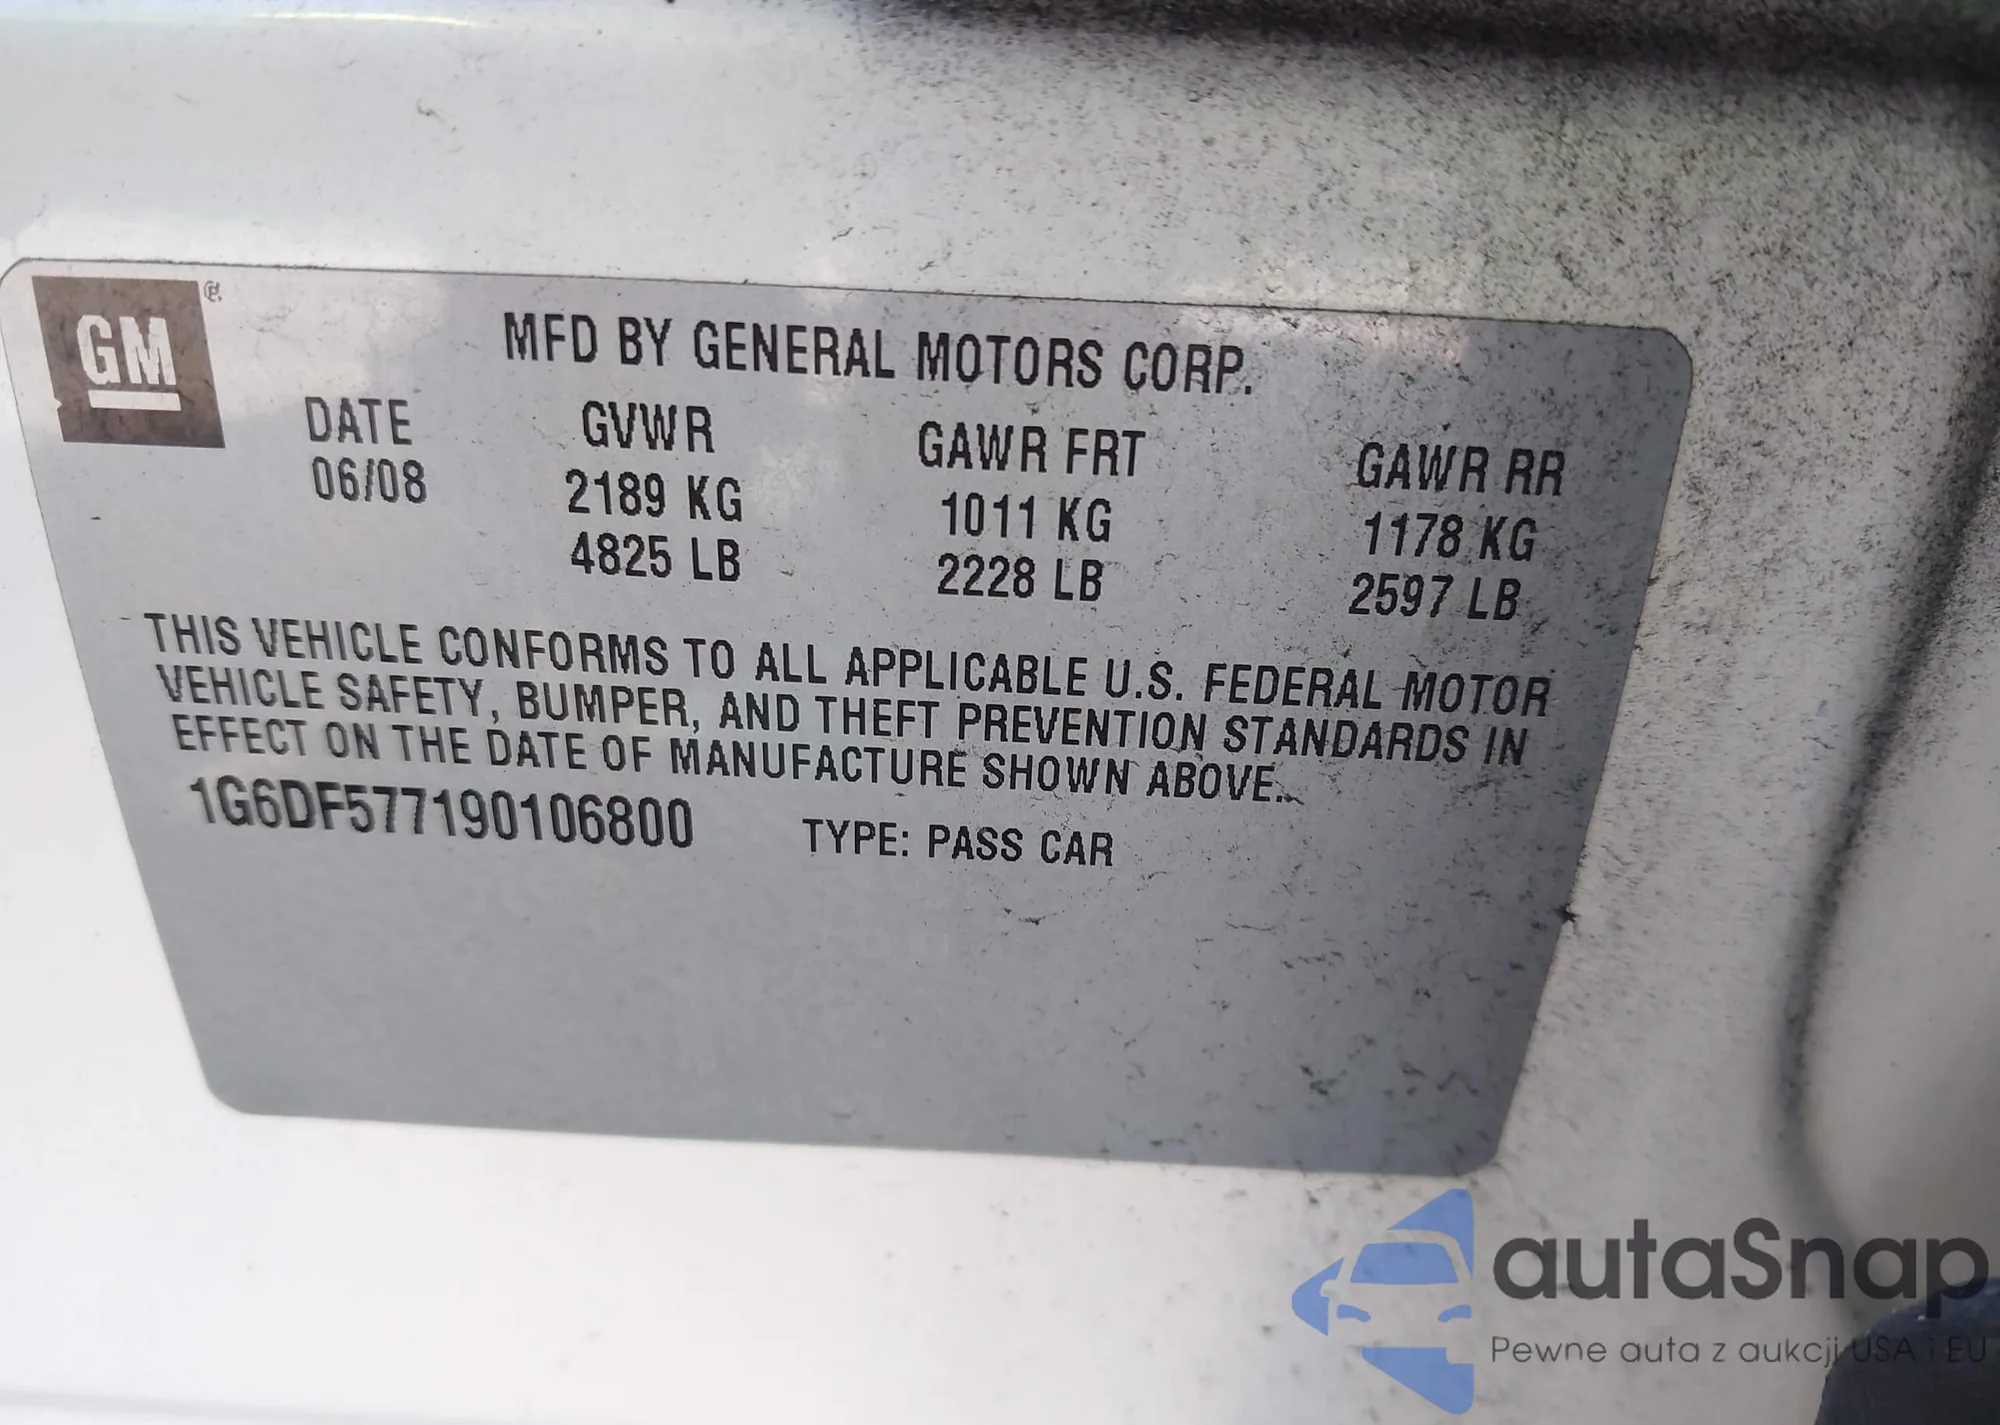 GM
MFD BY GENERAL MOTORS CORP.
DATE GVWR GAWR FRT GAWR RR
06/08 2189 KG 1011 KG 1178 KG
4825 LB 2228 LB 2597 LB
THIS VEHICLE CONFORMS TO ALL APPLICABLE U.S. FEDERAL MOTOR
VEHICLE SAFETY, BUMPER, AND THEFT PREVENTION STANDARDS IN
EFFECT ON THE DATE OF MANUFACTURE SHOWN ABOVE.
1G6DF577190106800 TYPE: PASS CAR
autaSnap
Pewne auta z aukcji USA i EU